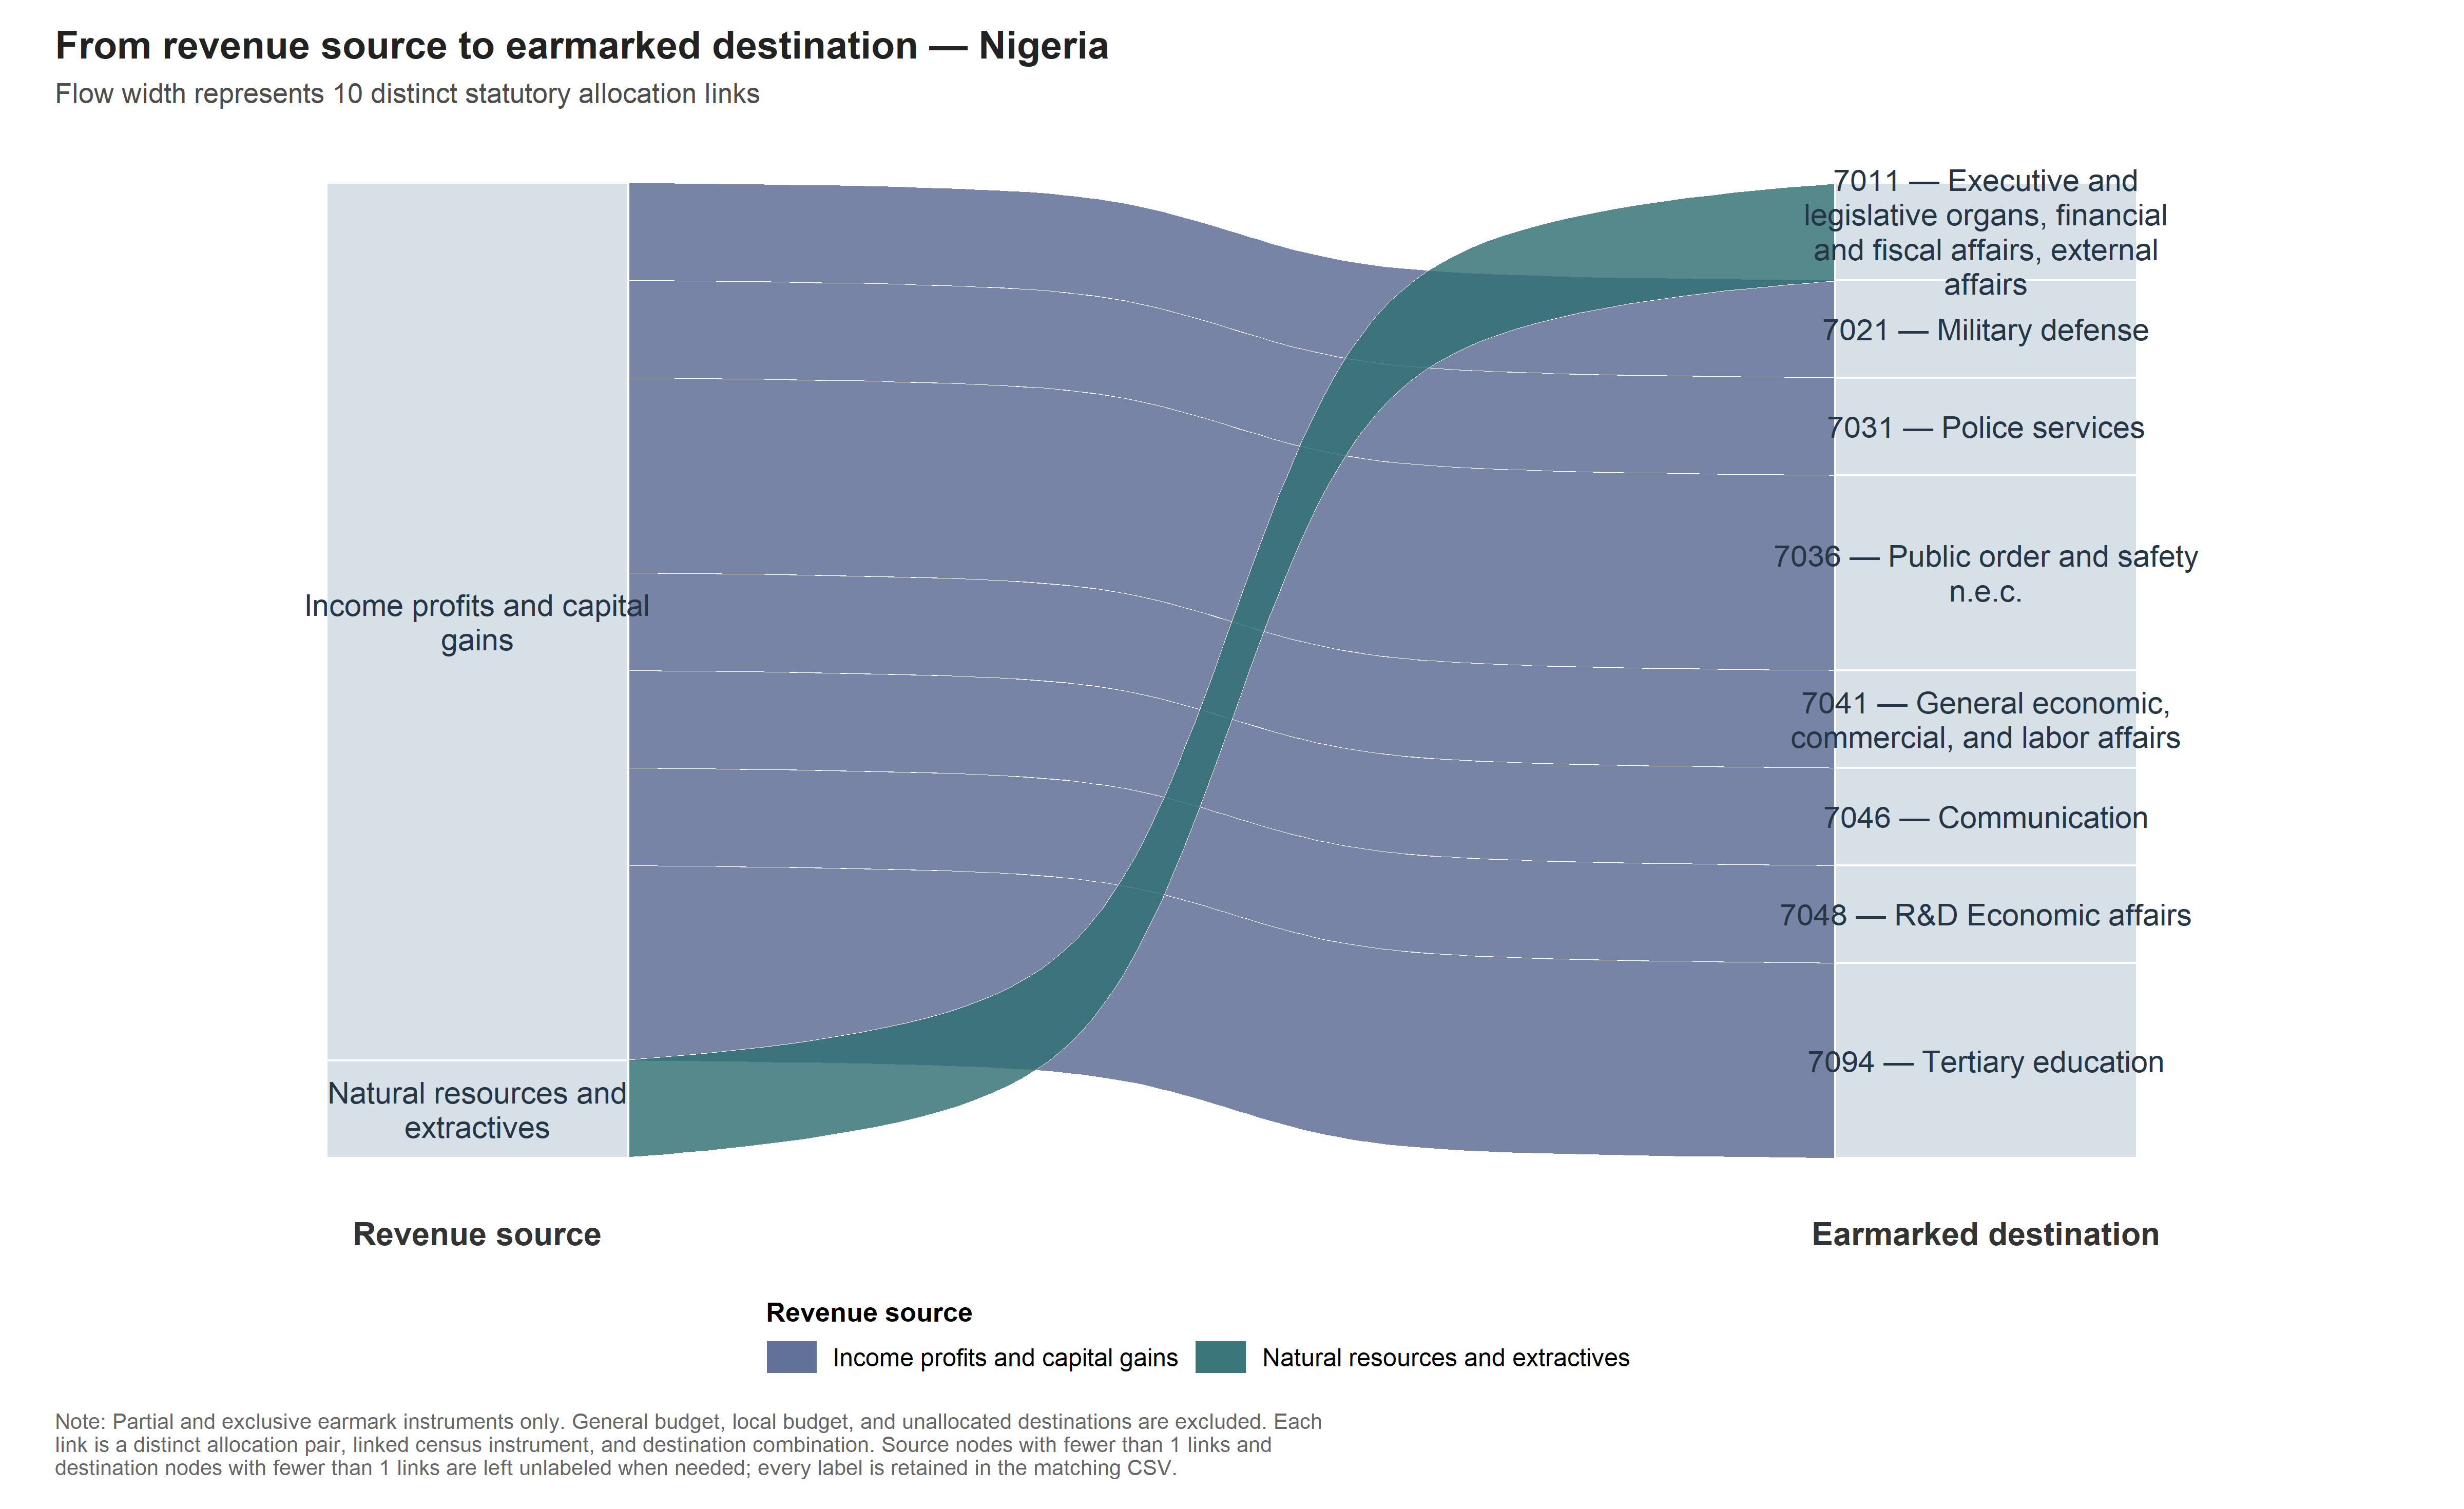 From revenue source to earmarked destination — Nigeria
Flow width represents 10 distinct statutory allocation links
Income profits and capital
gains
Natural resources and
extractives
7011 — Executive and
legislative organs, financial
and fiscal affairs, external
affairs
7021 — Military defense
7031 — Police services
7036 — Public order and safety
n.e.c.
7041 — General economic,
commercial, and labor affairs
7046 — Communication
7048 — R&D Economic affairs
7094 — Tertiary education
Revenue source
Earmarked destination
Revenue source
Income profits and capital gains
Natural resources and extractives
Note: Partial and exclusive earmark instruments only. General budget, local budget, and unallocated destinations are excluded. Each
link is a distinct allocation pair, linked census instrument, and destination combination. Source nodes with fewer than 1 links and
destination nodes with fewer than 1 links are left unlabeled when needed; every label is retained in the matching CSV.